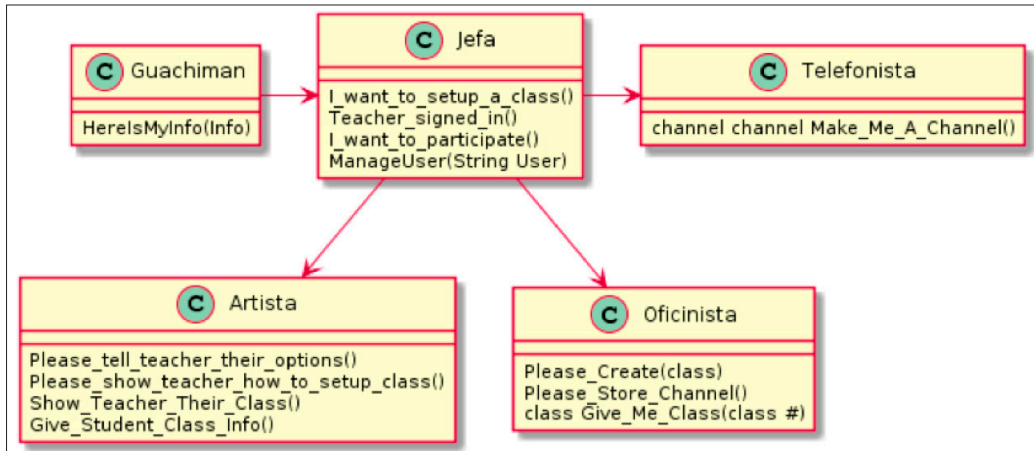 C Guachiman
HereIsMyInfo(Info)
C Jefa
I_want_to_setup_a_class()
Teacher_signed_in()
I_want_to_participate()
ManageUser(String User)
C Telefonista
channel channel Make_Me_A_Channel()
C Artista
Please_tell_teacher_their_options()
Please_show_teacher_how_to_setup_class()
Show_Teacher_Their_Class()
Give_Student_Class_Info()
C Oficinista
Please_Create(class)
Please_Store_Channel()
class Give_Me_Class(class #)